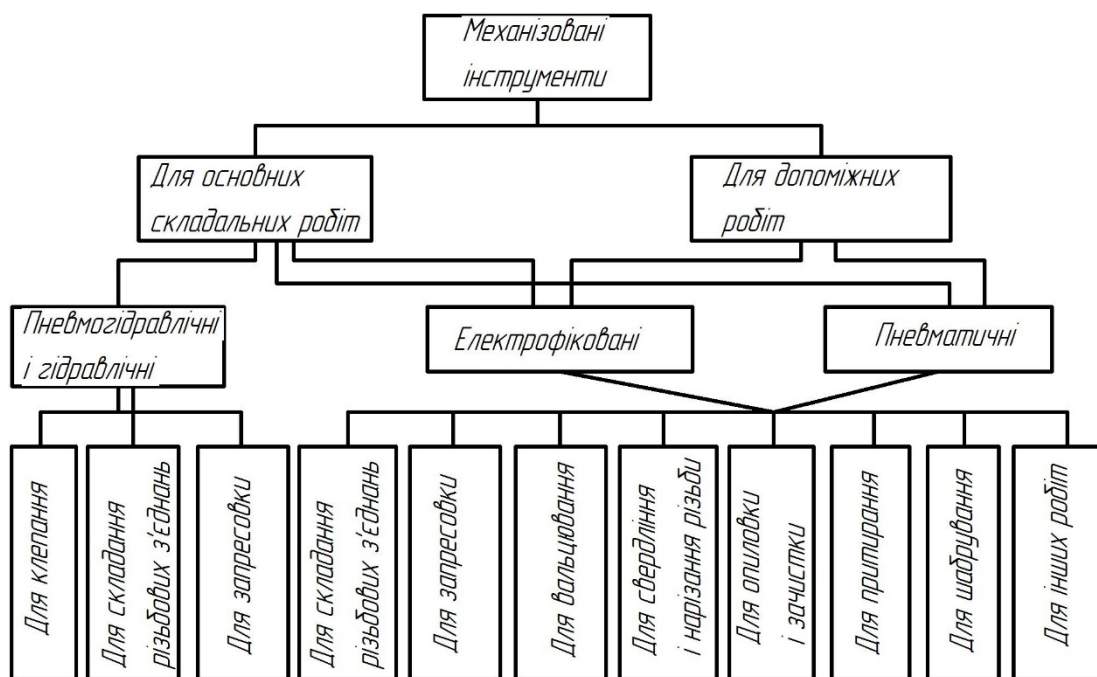 Механізовані
інструменти
Для основних
складальних робіт
Для допоміжних
робіт
Пневмогідравлічні
і гідравлічні
Електрофіковані
Пневматичні
Для клепання
Для складання
різьбових з'єднань
Для запресовки
Для складання
різьбових з'єднань
Для запресовки
Для вальцювання
Для свердління
і нарізання різьби
Для опиловки
і зачистки
Для притирання
Для шабрування
Для інших робіт